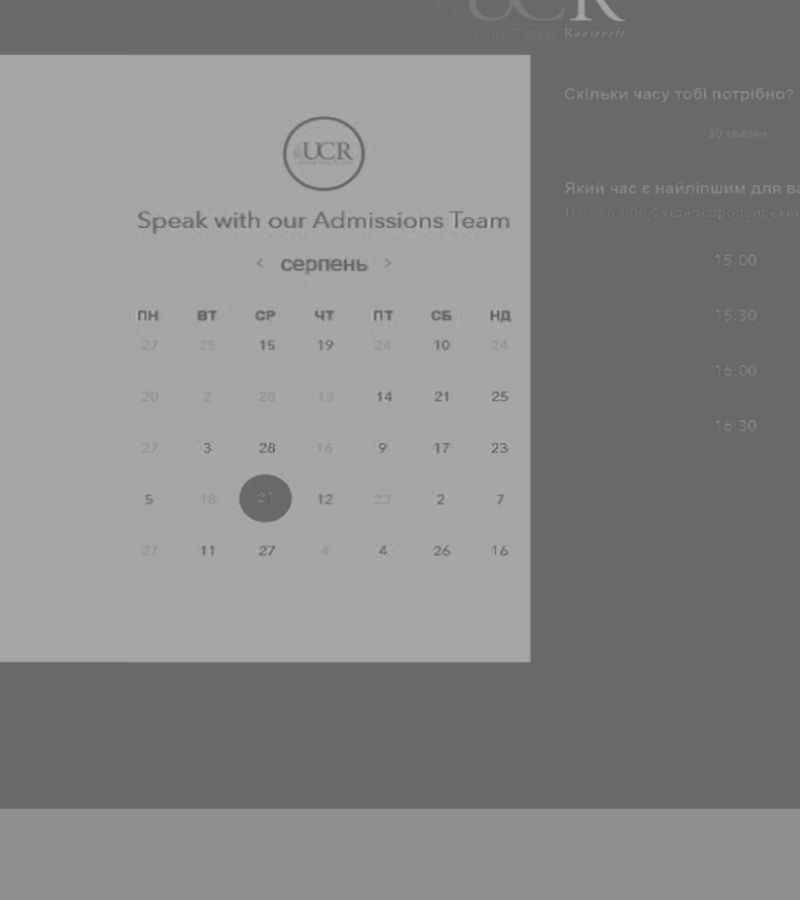 UCR
University College Roosevelt
UCR
Speak with our Admissions Team
< серпень >
ПН ВТ СР ЧТ ПТ СБ НД
27 25 15 19 24 10 24
20 2 28 13 14 21 25
27 3 28 16 9 17 23
5 18 21 12 23 2 7
27 11 27 4 4 26 16
Скільки часу тобі потрібно?
30 хвилин
Який час є найліпшим для
UTC +03:00 Східноєвропейський
15:00
15:30
16:00
16:30